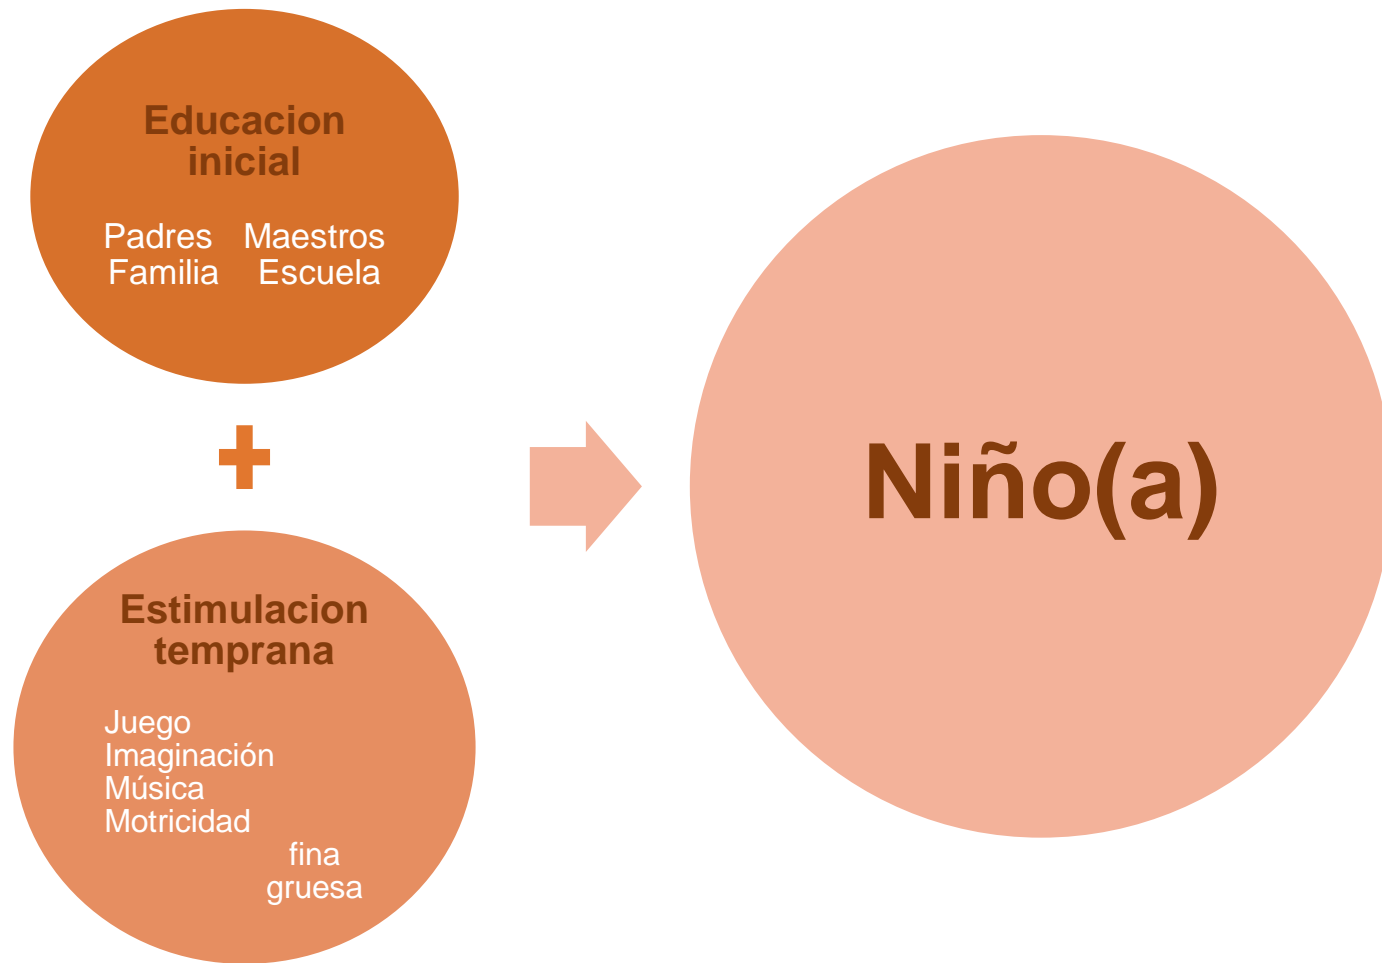 Educacion
inicial
Padres Maestros
Familia Escuela
Estimulacion
temprana
Juego
Imaginación
Música
Motricidad
fina
gruesa
Niño(a)